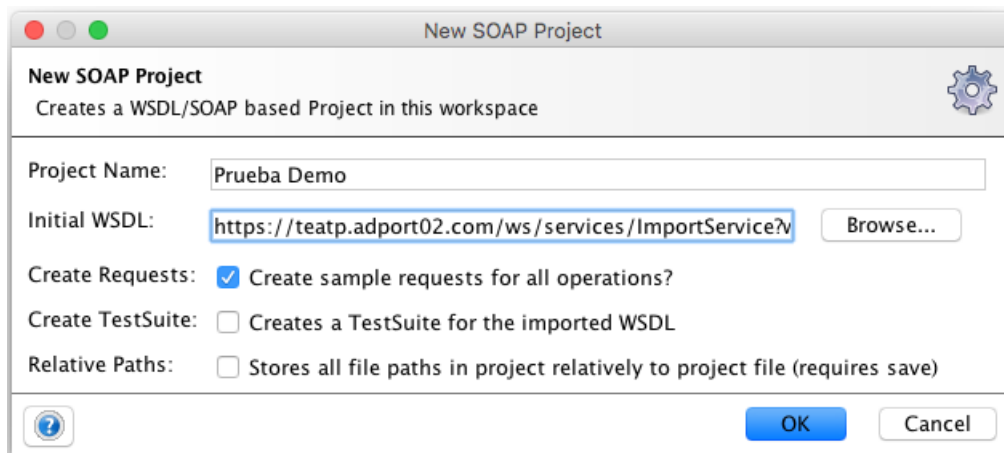 New SOAP Project
New SOAP Project
Creates a WSDL/SOAP based Project in this workspace
Project Name: Prueba Demo
Initial WSDL: https://teatp.adport02.com/ws/services/ImportService?w Browse...
Create Requests: Create sample requests for all operations?
Create TestSuite: Creates a TestSuite for the imported WSDL
Relative Paths: Stores all file paths in project relatively to project file (requires save)
? OK Cancel